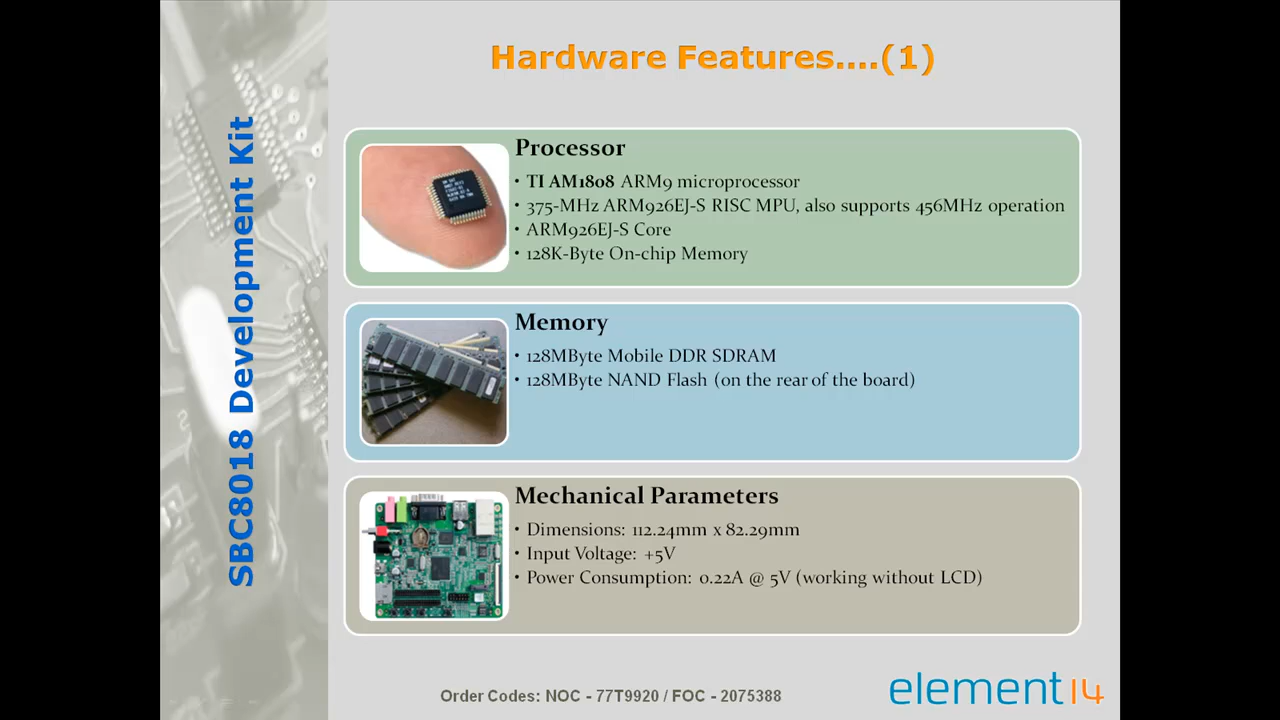 Hardware Features....(1)
SBC8018 Development Kit
Processor
• TI AM1808 ARM9 microprocessor
• 375-MHz ARM926EJ-S RISC MPU, also supports 456MHz operation
• ARM926EJ-S Core
• 128K-Byte On-chip Memory
Memory
• 128MByte Mobile DDR SDRAM
• 128MByte NAND Flash (on the rear of the board)
Mechanical Parameters
• Dimensions: 112.24mm x 82.29mm
• Input Voltage: +5V
• Power Consumption: 0.22A @ 5V (working without LCD)
Order Codes: NOC - 77T9920 / FOC - 2075388
element14